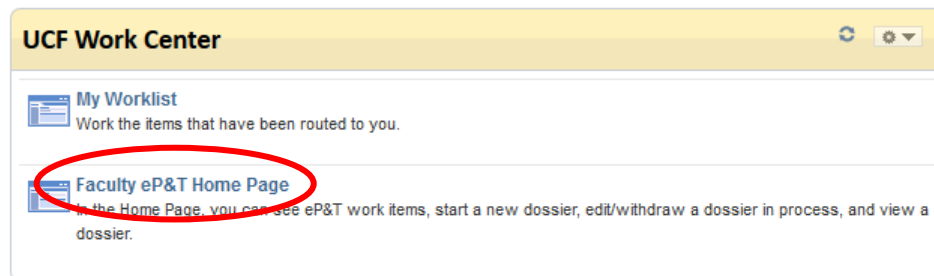 UCF Work Center
My Worklist
Work the items that have been routed to you.
Faculty eP&T Home Page
In the Home Page, you can see eP&T work items, start a new dossier, edit/withdraw a dossier in process, and view a
dossier.